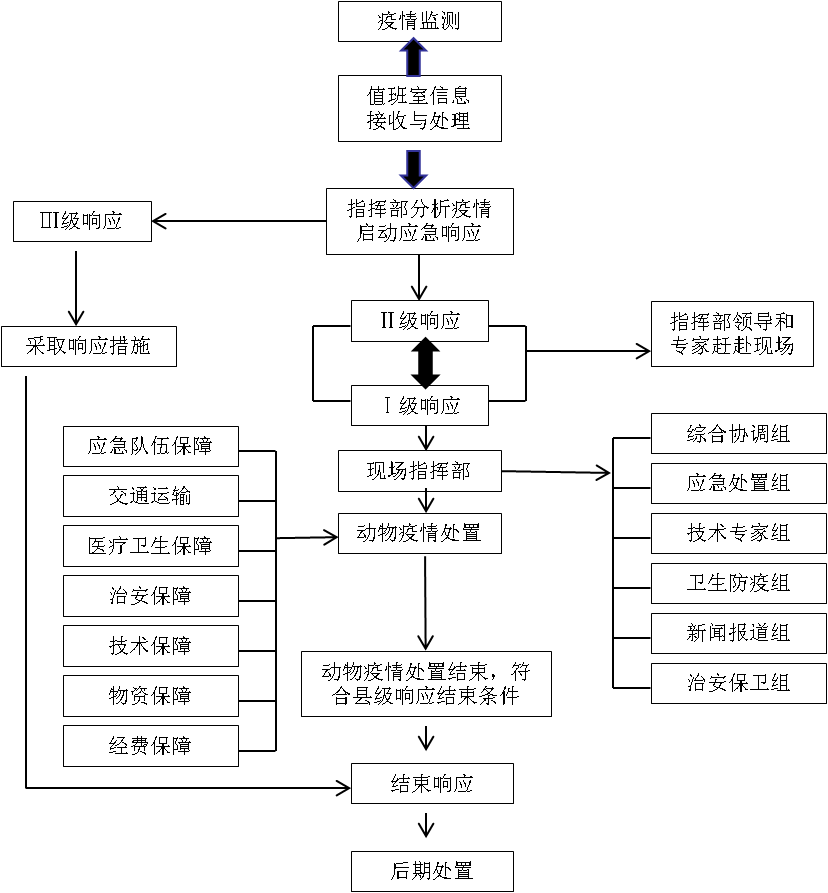 疫情监测
值班室信息
接收与处理
指挥部分析疫情
启动应急响应
III级响应
采取响应措施
II级响应
指挥部领导和
专家赶赴现场
I级响应
现场指挥部
综合协调组
应急处置组
技术专家组
卫生防疫组
新闻报道组
治安保卫组
应急队伍保障
交通运输
医疗卫生保障
治安保障
技术保障
物资保障
经费保障
动物疫情处置
动物疫情处置结束，符
合县级响应结束条件
结束响应
后期处置